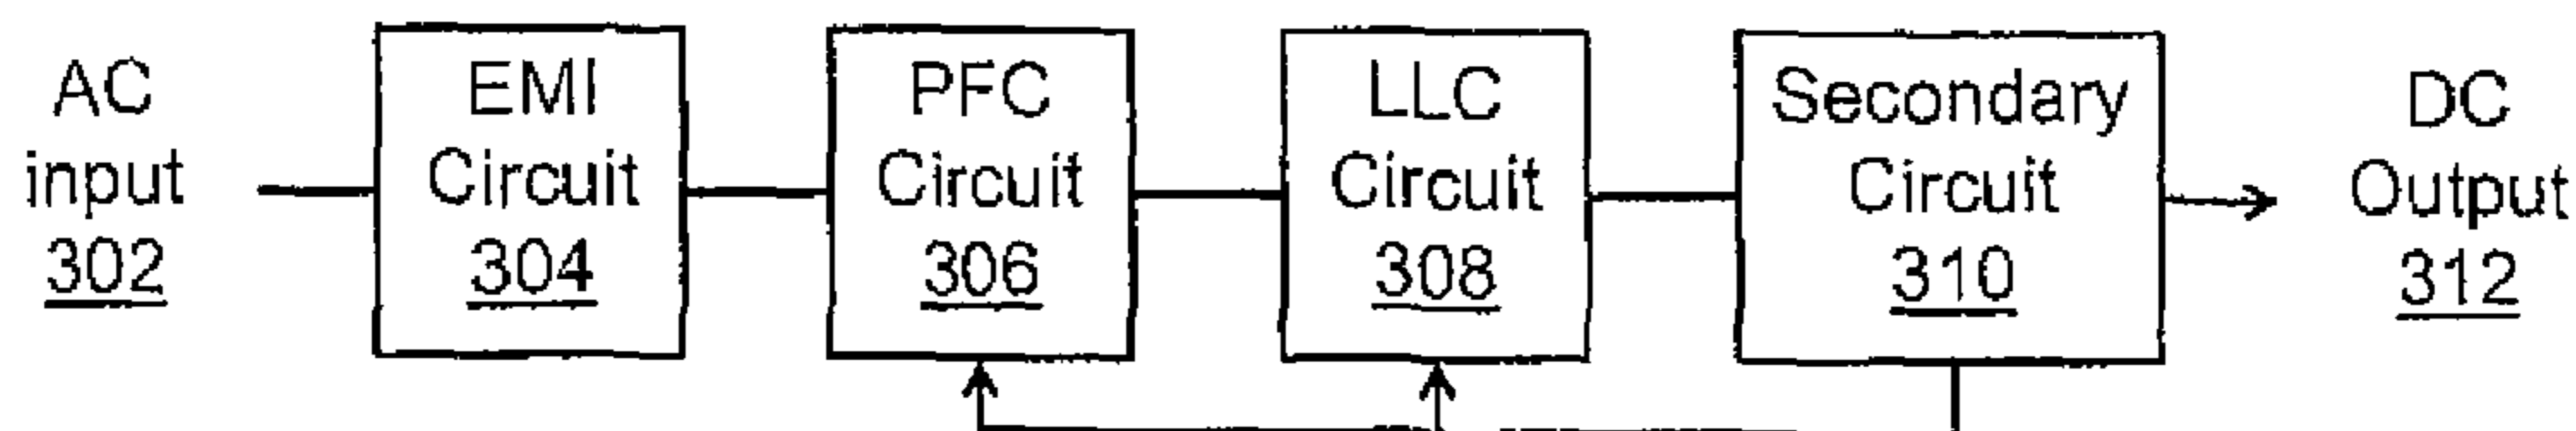 AC
input
302
EMI
Circuit
304
PFC
Circuit
306
LLC
Circuit
308
Secondary
Circuit
310
DC
Output
312